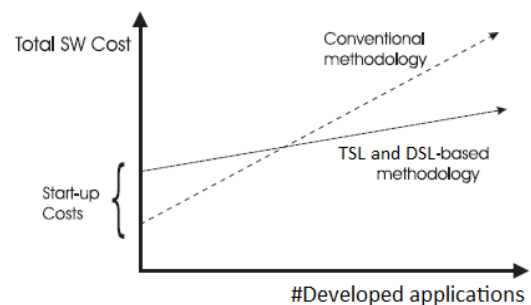 Total SW Cost
Conventional
methodology
TSL and DSL-based
methodology
Start-up
Costs
#Developed applications